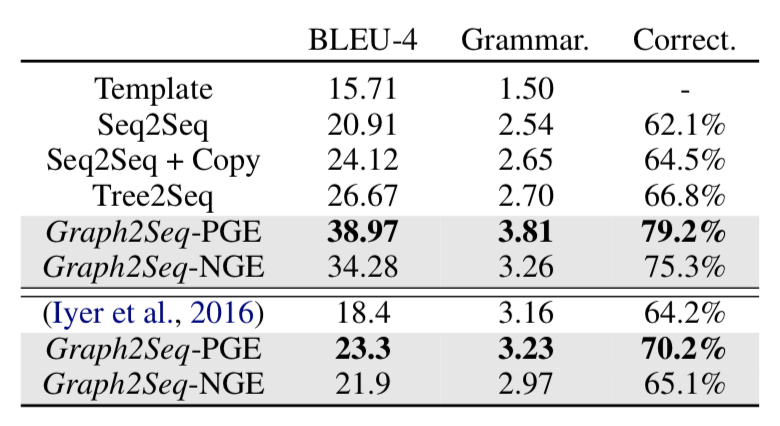 BLEU-4 Grammar. Correct.
Template 15.71 1.50 -
Seq2Seq 20.91 2.54 62.1%
Seq2Seq + Copy 24.12 2.65 64.5%
Tree2Seq 26.67 2.70 66.8%
Graph2Seq-PGE 38.97 3.81 79.2%
Graph2Seq-NGE 34.28 3.26 75.3%
(Iyer et al., 2016) 18.4 3.16 64.2%
Graph2Seq-PGE 23.3 3.23 70.2%
Graph2Seq-NGE 21.9 2.97 65.1%